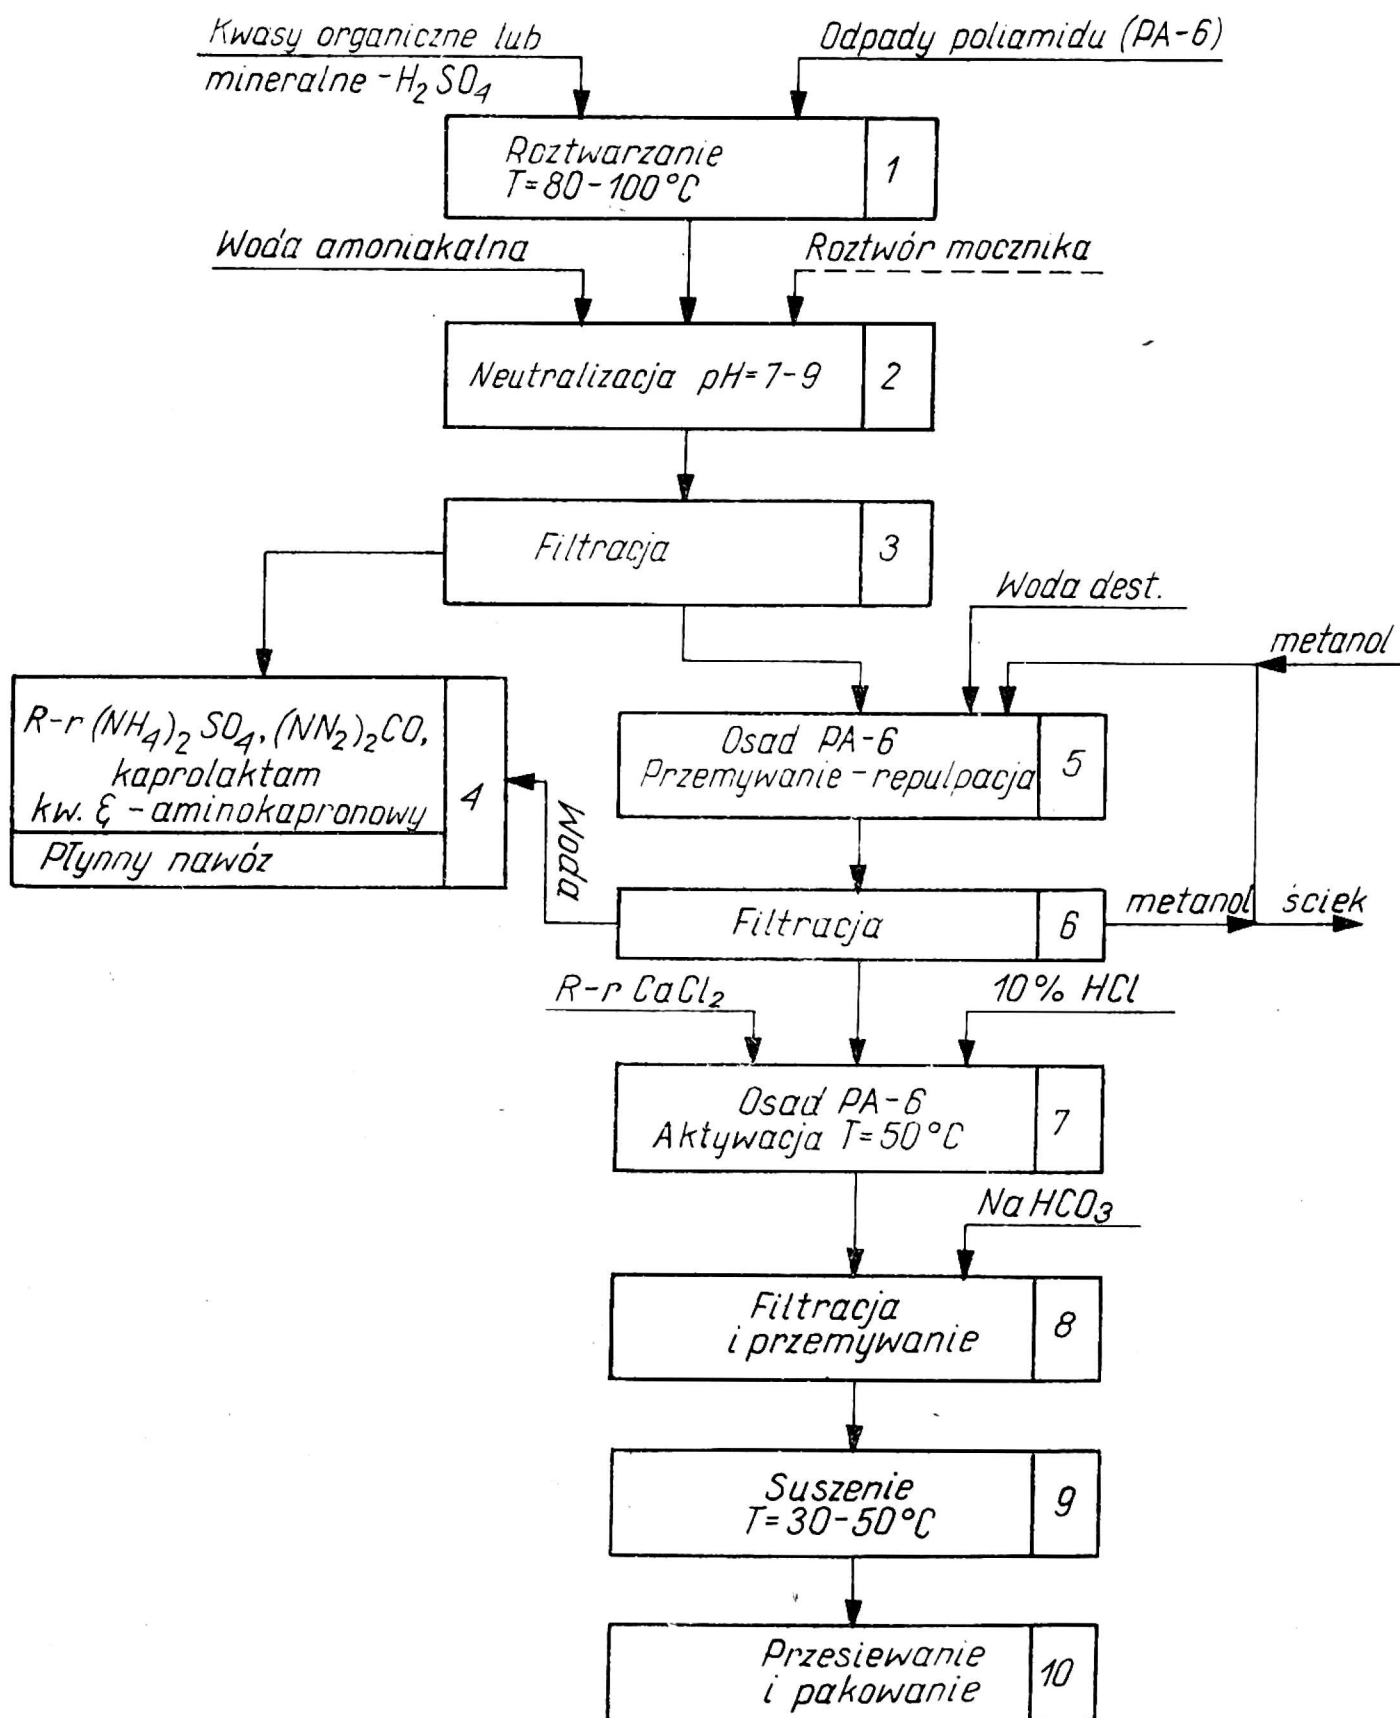 Kwasy organiczne lub
mineralne - H₂SO₄
Odpady poliamidu (PA-6)
Roztwarzanie
T=80-100°C
1
Woda amoniakalna
Roztwór mocznika
Neutralizacja pH=7-9
2
Filtracja
3
Woda dest.
metanol
R-r (NH₄)₂SO₄, (NN₂)₂CO,
kaprolaktam
kw. ξ - aminokapronowy
4
Płynny nawóz
Osad PA-6
Przemywanie - repulpacja
5
Woda
Filtracja
6
metanol
ściek
R-r CaCl₂
10% HCl
Osad PA-6
Aktywacja T=50°C
7
NaHCO₃
Filtracja
i przemywanie
8
Suszenie
T=30-50°C
9
Przesiewanie
i pakowanie
10